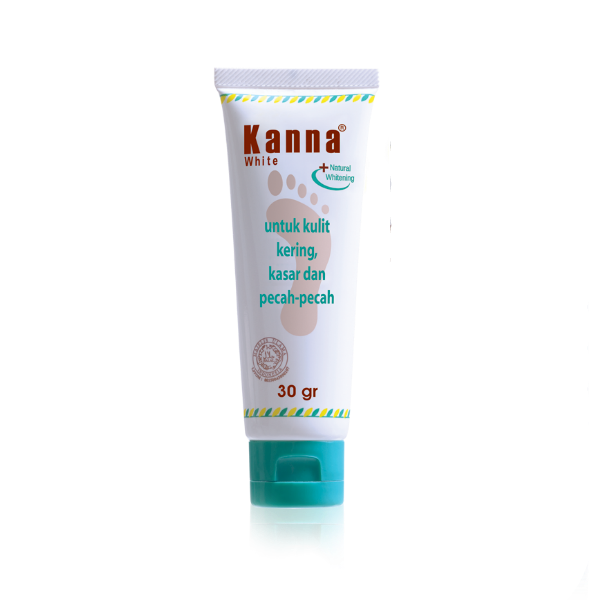 Kanna®
White
+Natural
Whitening
untuk kulit
kering,
kasar dan
pecah-pecah
30 gr